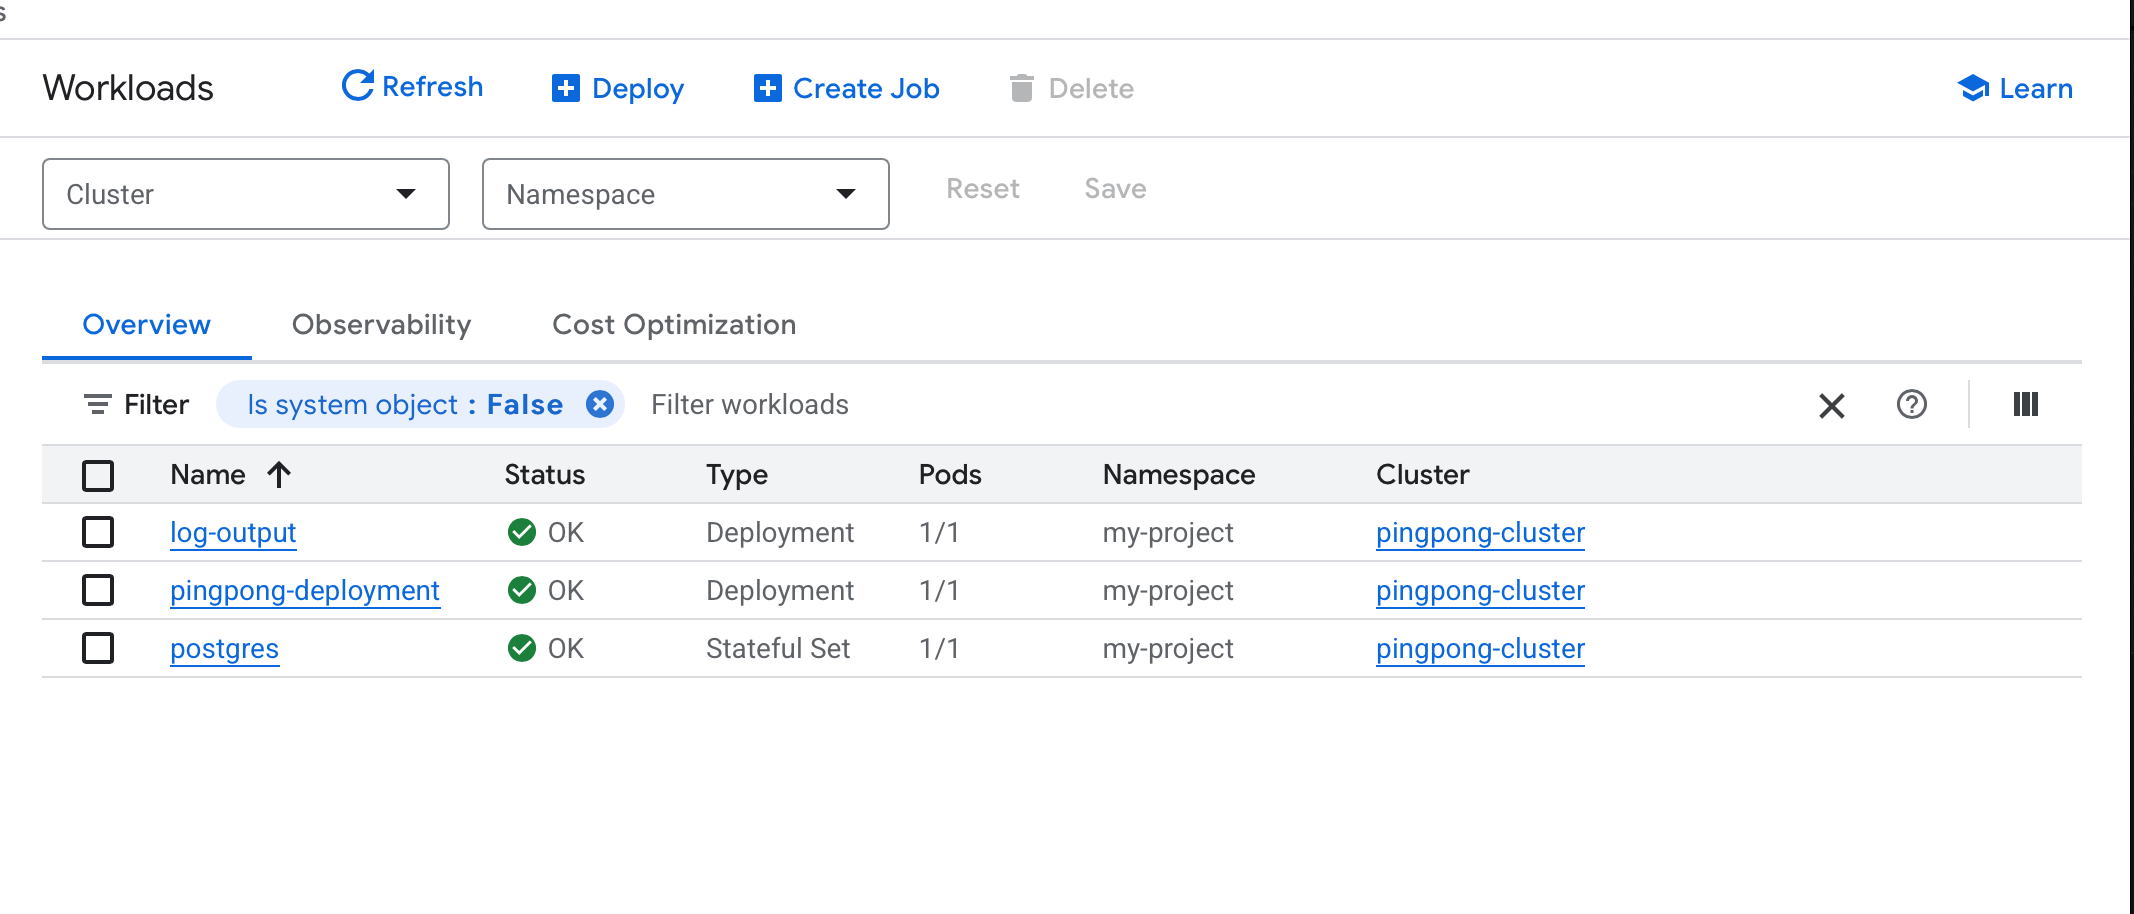 s
Workloads Refresh Deploy Create Job Delete Learn
Cluster Namespace Reset Save
Overview Observability Cost Optimization
Filter Is system object : False Filter workloads
Name Status Type Pods Namespace Cluster
log-output OK Deployment 1/1 my-project pingpong-cluster
pingpong-deployment OK Deployment 1/1 my-project pingpong-cluster
postgres OK Stateful Set 1/1 my-project pingpong-cluster